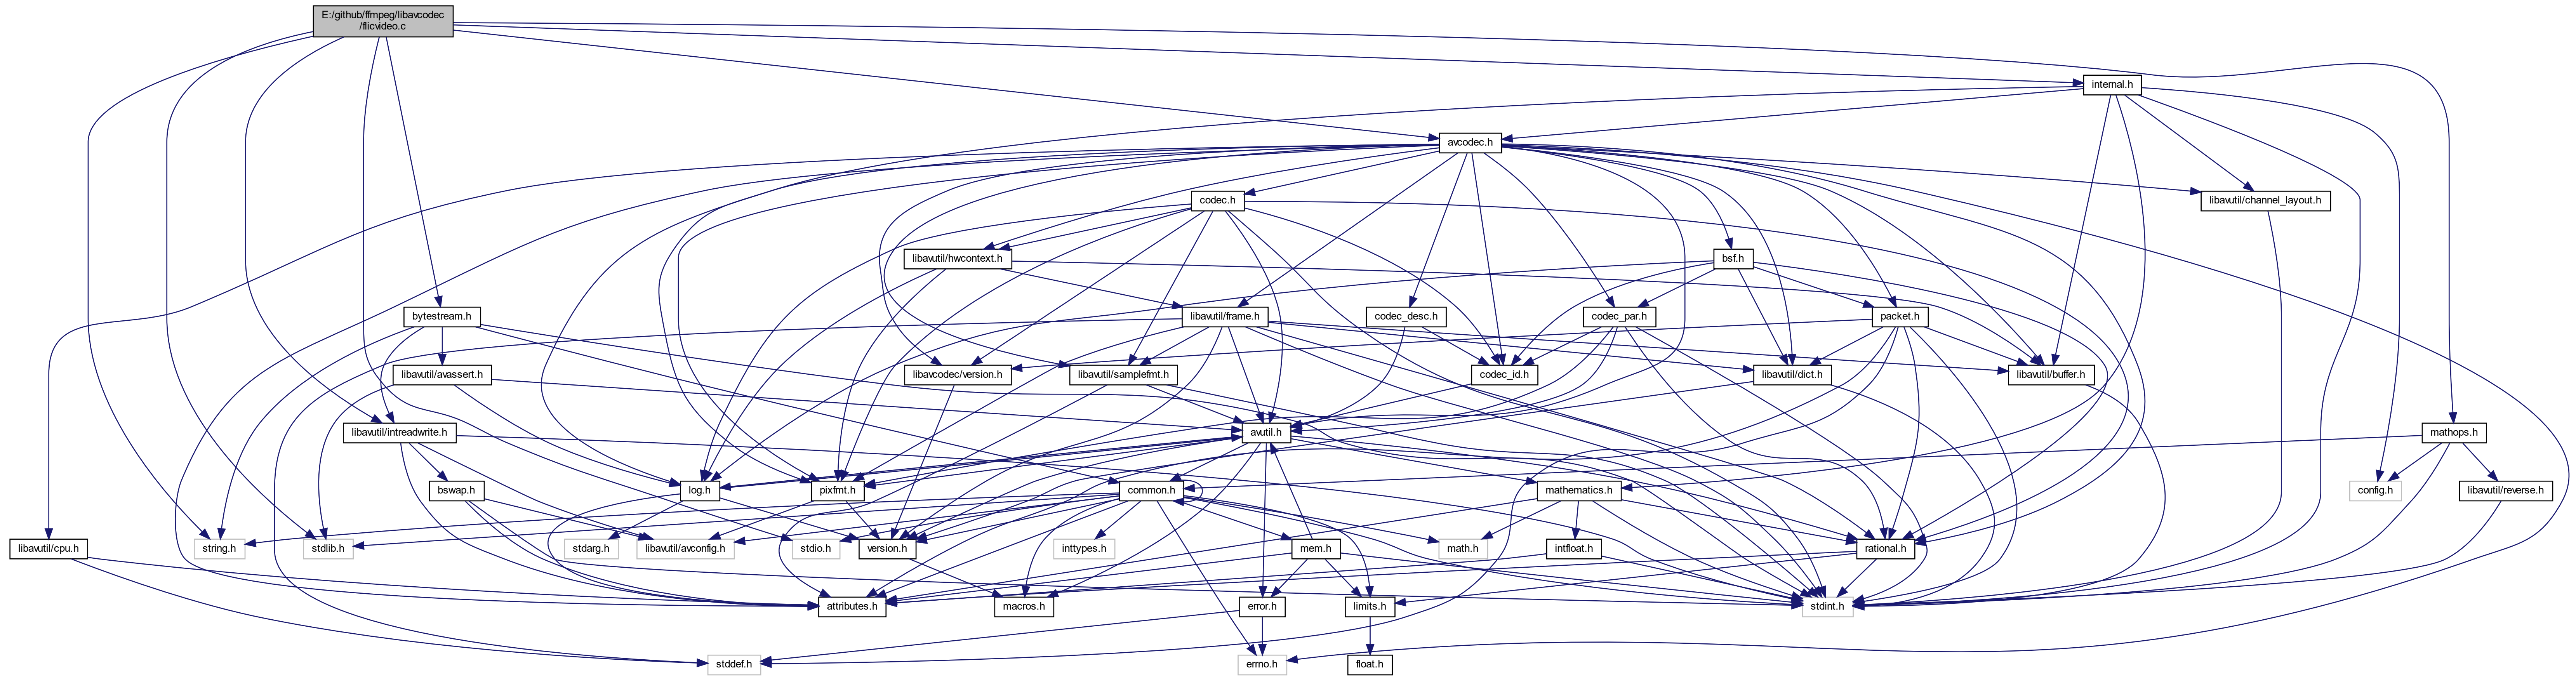 E:/github/ffmpeg/libavcodec
/flicvideo.c
internal.h
avcodec.h
codec.h
libavutil/channel_layout.h
libavutil/hwcontext.h
bsf.h
bytestream.h
libavutil/frame.h
codec_desc.h
codec_par.h
packet.h
libavutil/avassert.h
libavcodec/version.h
libavutil/samplefmt.h
codec_id.h
libavutil/dict.h
libavutil/buffer.h
libavutil/intreadwrite.h
avutil.h
mathops.h
bswap.h
log.h
pixfmt.h
common.h
mathematics.h
config.h
libavutil/reverse.h
libavutil/cpu.h
string.h
stdlib.h
stdarg.h
libavutil/avconfig.h
stdio.h
version.h
inttypes.h
mem.h
math.h
intfloat.h
rational.h
attributes.h
macros.h
error.h
limits.h
stdint.h
stddef.h
errno.h
float.h